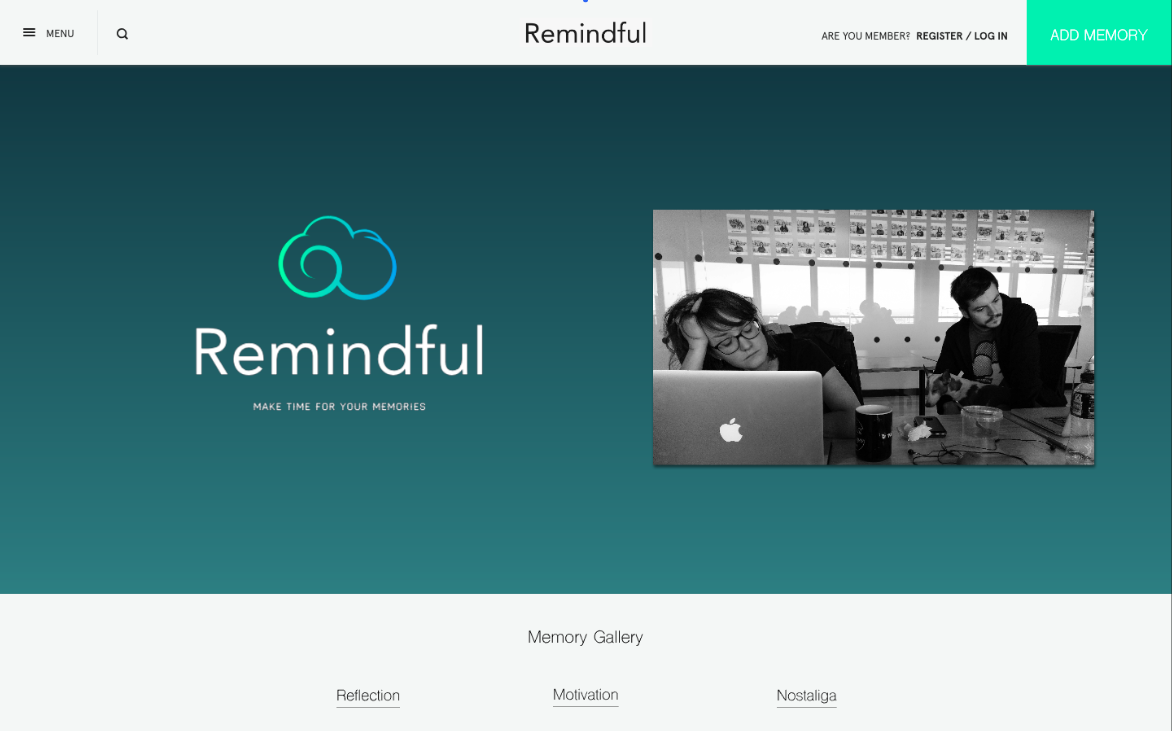 MENU
Remindful
ARE YOU MEMBER? REGISTER / LOG IN
ADD MEMORY
Remindful
MAKE TIME FOR YOUR MEMORIES
Memory Gallery
Reflection
Motivation
Nostaliga